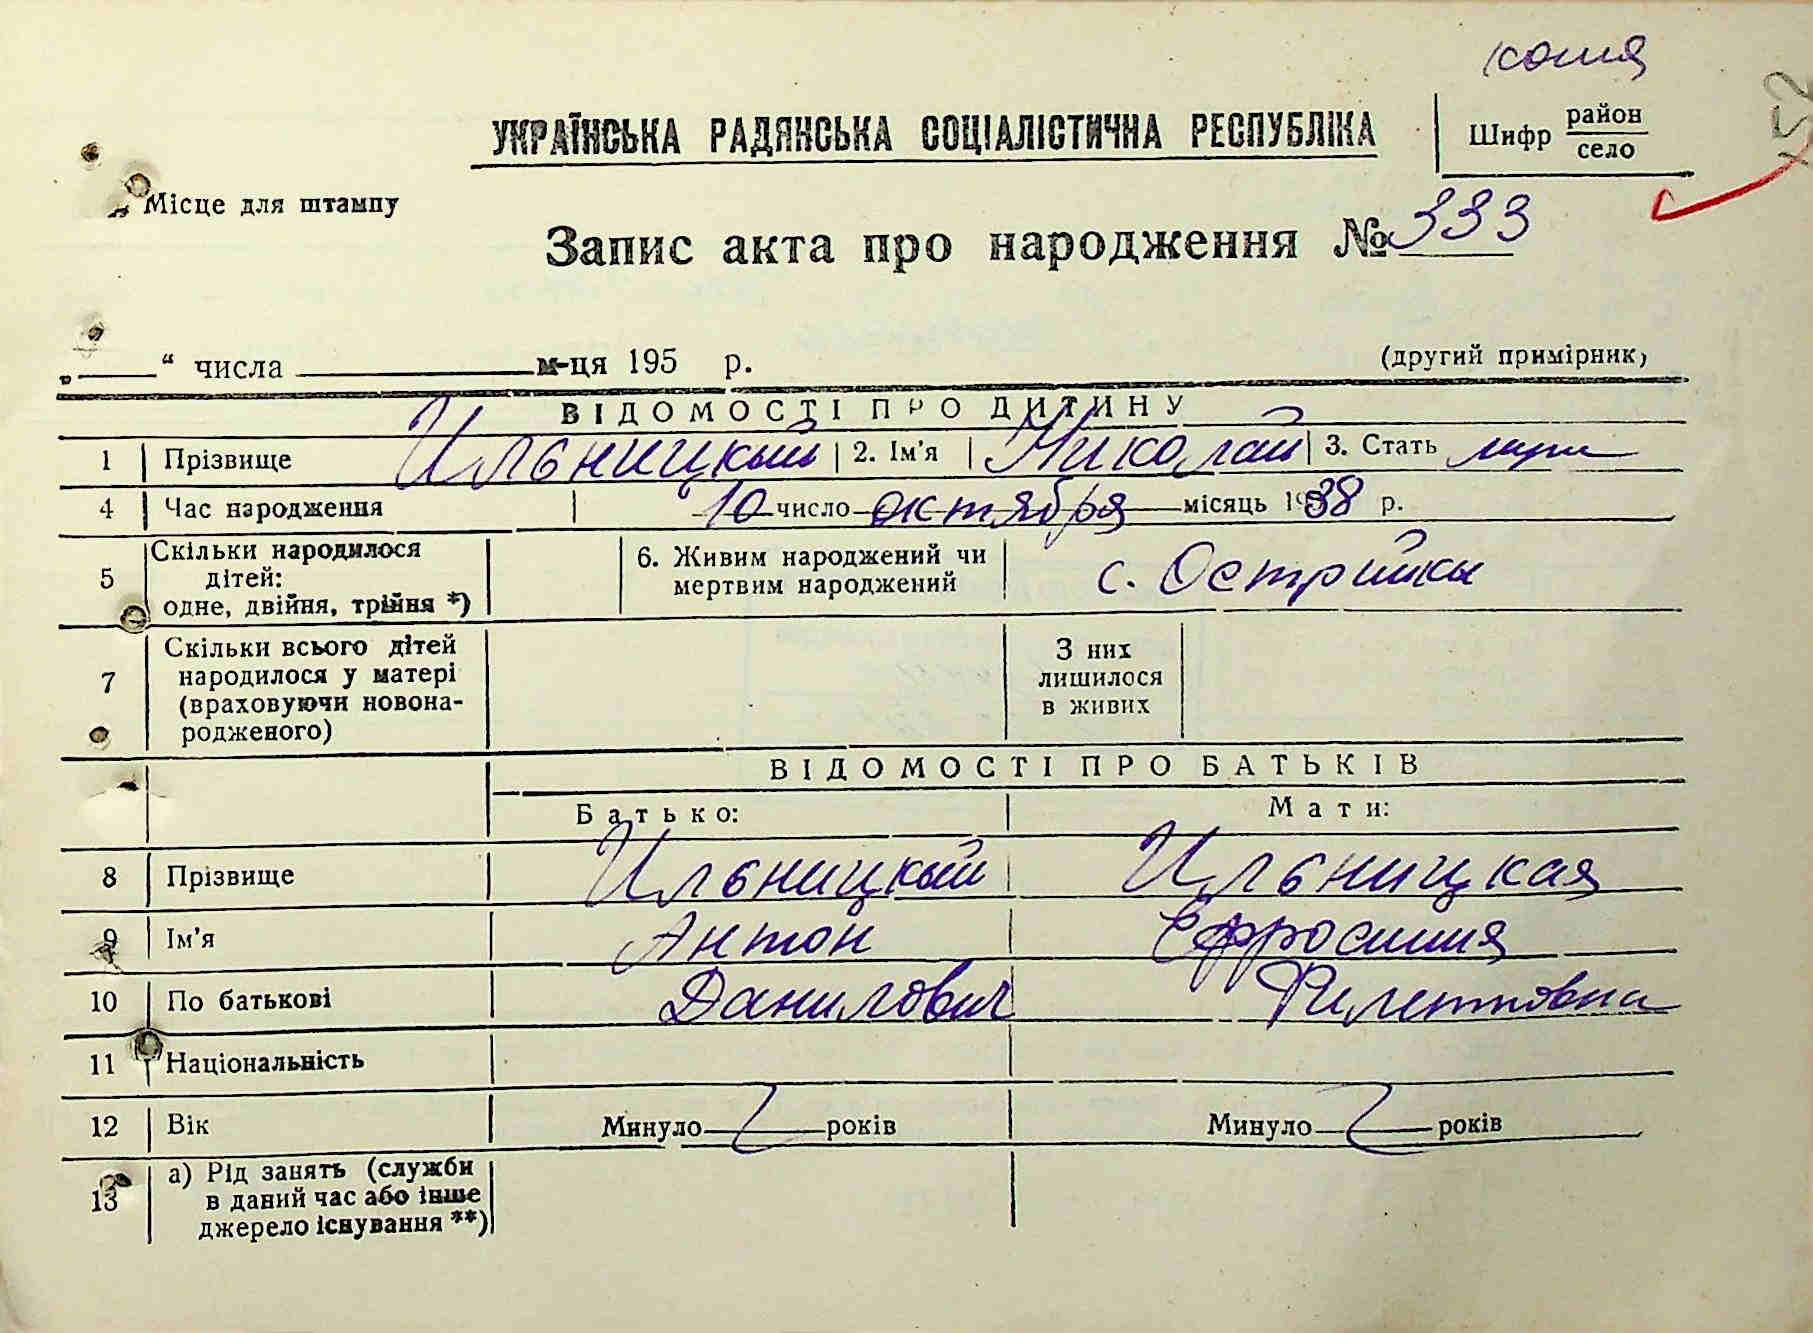 копия
УКРАЇНСЬКА РАДЯНСЬКА СОЦІАЛІСТИЧНА РЕСПУБЛІКА
Шифр район
село
Місце для штампу
Запис акта про народження № 333
„ “ числа м-ця 195 р. (другий примірник)
ВІДОМОСТІ ПРО ДИТИНУ
1 Прізвище Ильницкий 2. Ім'я Николай 3. Стать муж
4 Час народження 10 число октября місяць 1938 р.
5 Скільки народилося дітей: одне, двійня, трійня *) 6. Живим народжений чи мертвим народжений с. Острийки
7 Скільки всього дітей народилося у матері (враховуючи новона-родженого) З них лишилося в живих
ВІДОМОСТІ ПРО БАТЬКІВ
Батько: Мати:
8 Прізвище Ильницкий Ильницкая
9 Ім'я Антон Ефросиния
10 По батькові Данилович
11 Національність
12 Вік Минуло років Минуло років
13 а) Рід занять (служби в даний час або інше джерело існування **)